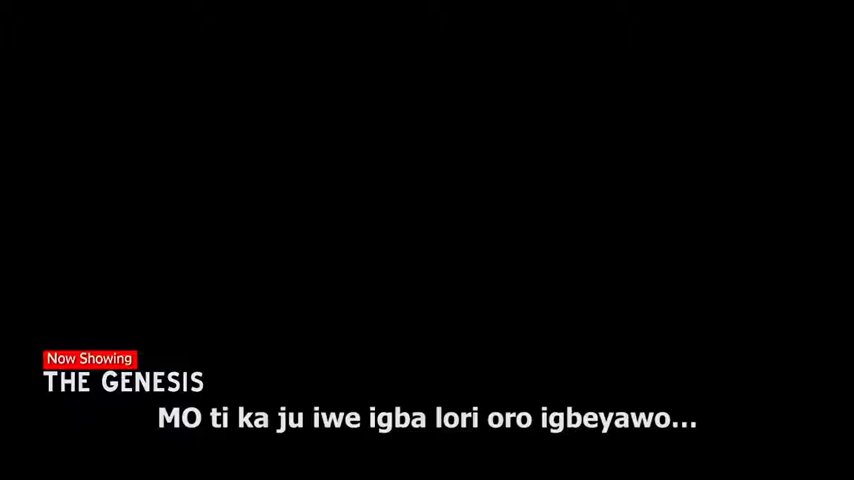 Now Showing
THE GENESIS
MO ti ka ju iwe igba lori oro igbeyawo...